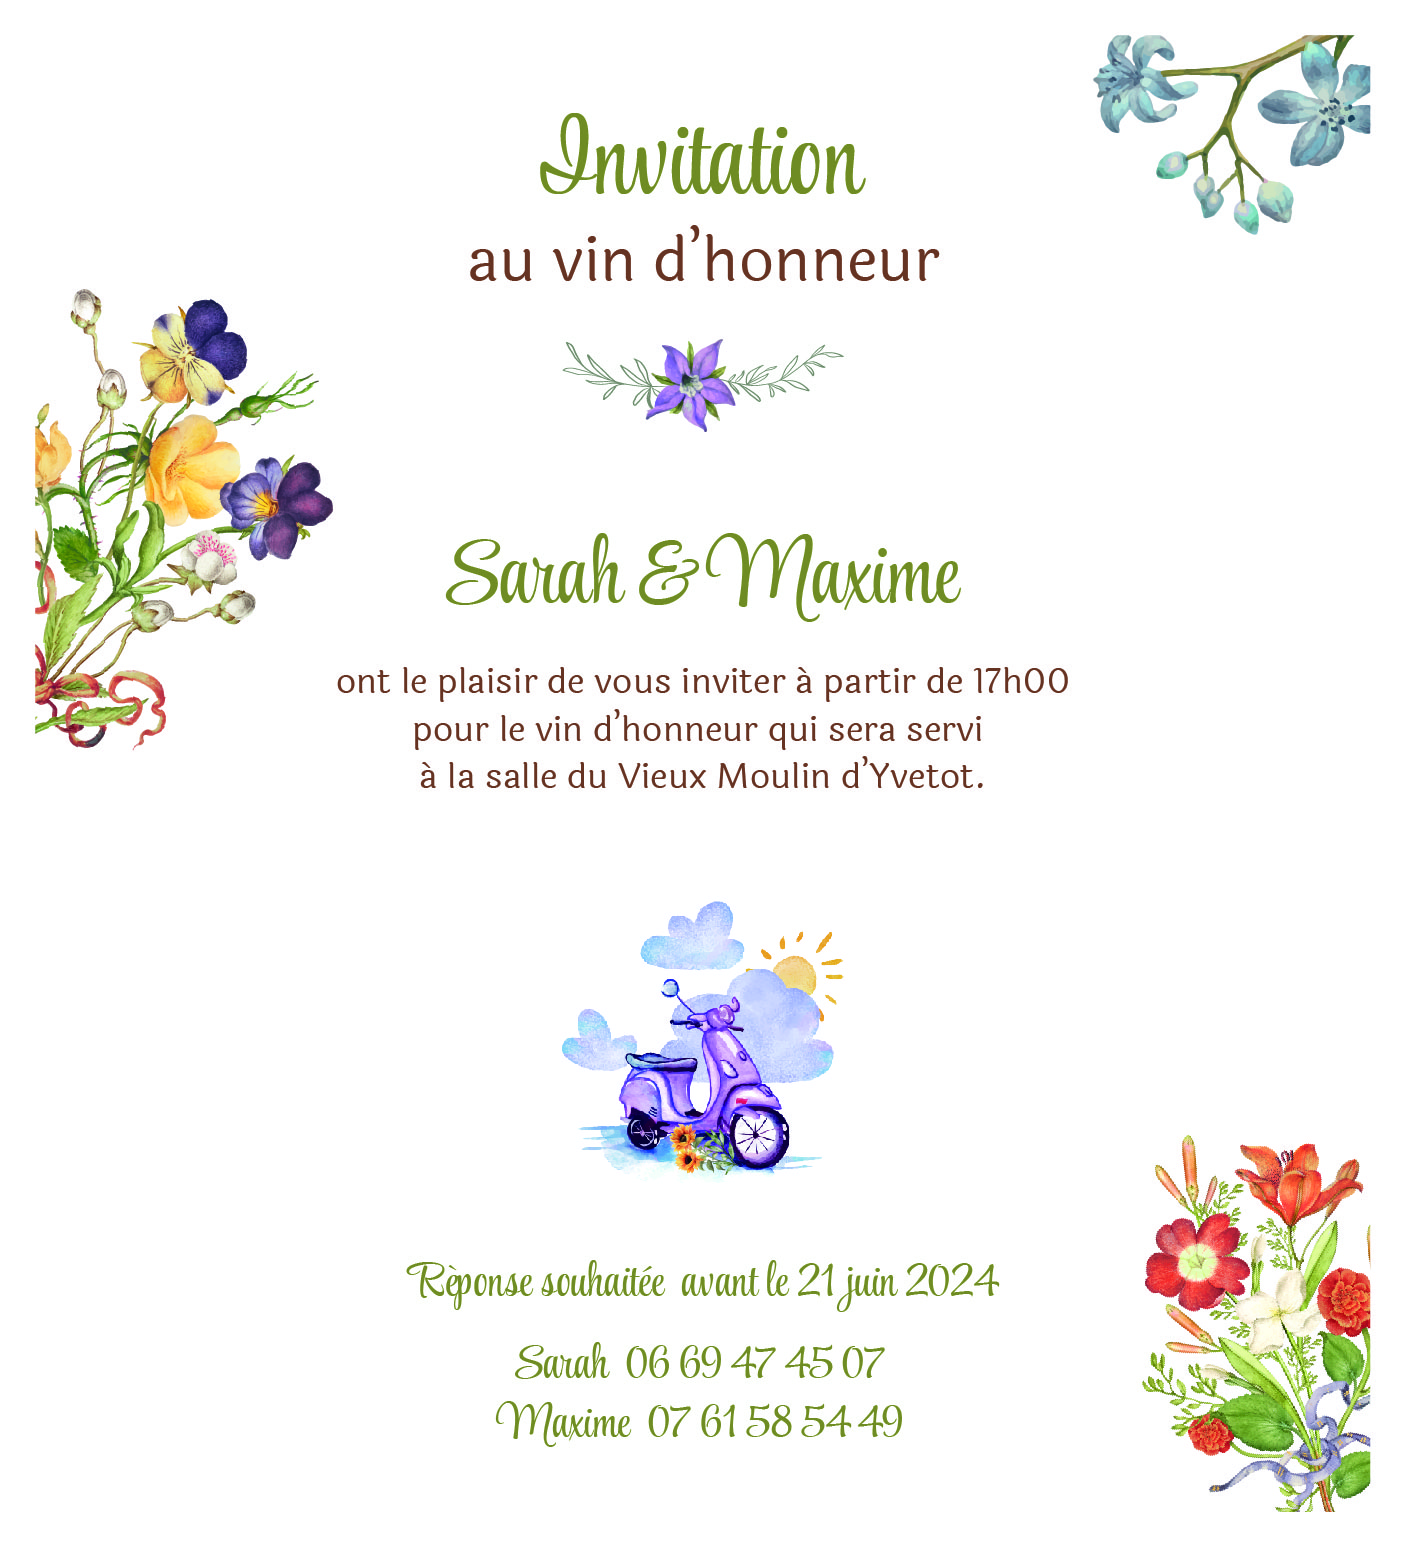 Invitation
au vin d’honneur
Sarah & Maxime
ont le plaisir de vous inviter à partir de 17h00
pour le vin d’honneur qui sera servi
à la salle du Vieux Moulin d’Yvetot.
Rèponse souhaitée avant le 21 juin 2024
Sarah 06 69 47 45 07
Maxime 07 61 58 54 49